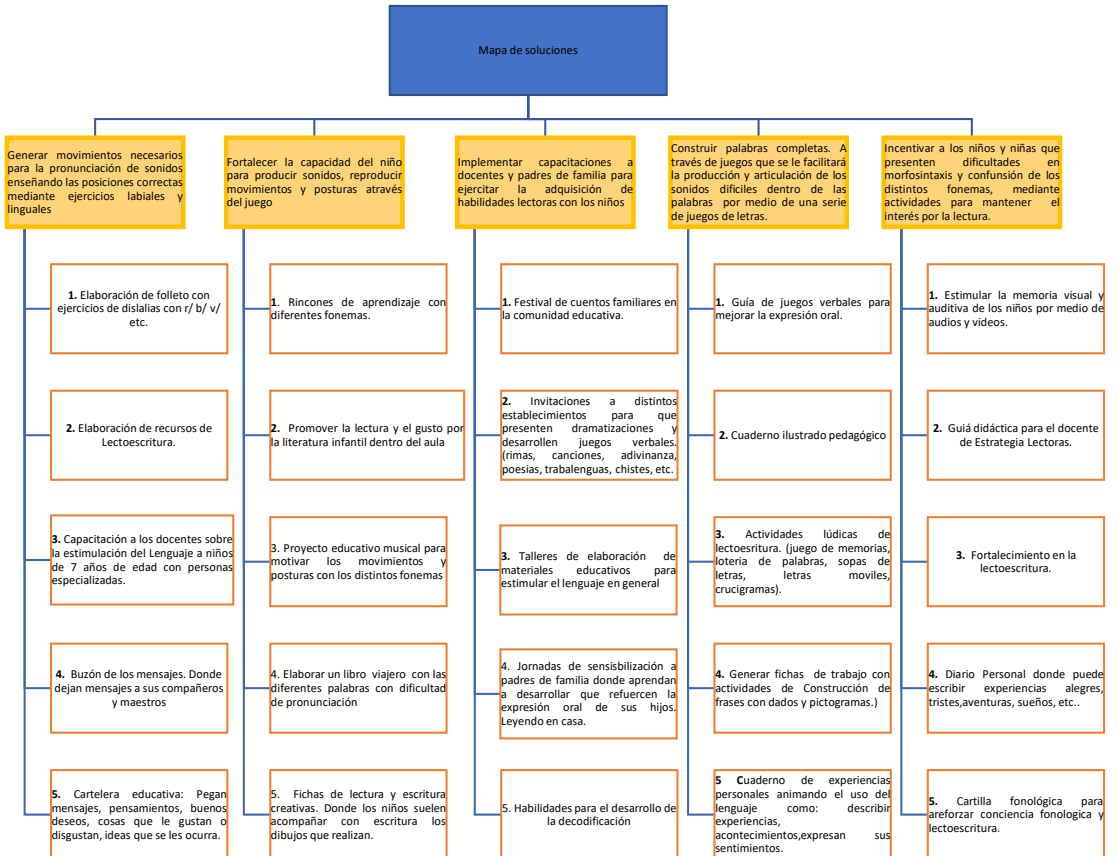 Mapa de soluciones
Generar movimientos necesarios
para la pronunciación de sonidos
enseñando las posiciones correctas
mediante ejercicios labiales y
linguales
1. Elaboración de folleto con
ejercicios de dislalias con r/ b/ v/
etc.
2. Elaboración de recursos de
Lectoescritura.
3. Capacitación a los docentes sobre
la estimulación del Lenguaje a niños
de 7 años de edad con personas
especializadas.
4. Buzón de los mensajes. Donde
dejan mensajes a sus compañeros
y maestros
5. Cartelera educativa: Pegan
mensajes, pensamientos, buenos
deseos, cosas que le gustan o
disgustan, ideas que se les ocurra.
Fortalecer la capacidad del niño
para producir sonidos, reproducir
movimientos y posturas através
del juego
1. Rincones de aprendizaje con
diferentes fonemas.
2. Promover la lectura y el gusto por
la literatura infantil dentro del aula
3. Proyecto educativo musical para
motivar los movimientos y
posturas con los distintos fonemas
4. Elaborar un libro viajero con las
diferentes palabras con dificultad
de pronunciación
5. Fichas de lectura y escritura
creativas. Donde los niños suelen
acompañar con escritura los
dibujos que realizan.
Implementar capacitaciones a
docentes y padres de familia para
ejercitar la adquisición de
habilidades lectoras con los niños
1. Festival de cuentos familiares en
la comunidad educativa.
2. Invitaciones a distintos
establecimientos para que
presenten dramatizaciones y
desarrollen juegos verbales.
(rimas, canciones, adivinanza,
poesias, trabalenguas, chistes, etc.
3. Talleres de elaboración de
materiales educativos para
estimular el lenguaje en general
4. Jornadas de sensisbilización a
padres de familia donde aprendan
a desarrollar que refuercen la
expresión oral de sus hijos.
Leyendo en casa.
5. Habilidades para el desarrollo de
la decodificación
Construir palabras completas. A
través de juegos que se le facilitará
la producción y articulación de los
sonidos dificiles dentro de las
palabras por medio de una serie
de juegos de letras.
1. Guía de juegos verbales para
mejorar la expresión oral.
2. Cuaderno ilustrado pedagógico
3. Actividades lúdicas de
lectoesritura. (juego de memorias,
loteria de palabras, sopas de
letras, letras moviles,
crucigramas).
4. Generar fichas de trabajo con
actividades de Construcción de
frases con dados y pictogramas.)
5 Cuaderno de experiencias
personales animando el uso del
lenguaje como: describir
experiencias,
acontecimientos,expresan sus
sentimientos.
Incentivar a los niños y niñas que
presenten dificultades en
morfosintaxis y confunsión de los
distintos fonemas, mediante
actividades para mantener el
interés por la lectura.
1. Estimular la memoria visual y
auditiva de los niños por medio de
audios y videos.
2. Guiá didáctica para el docente
de Estrategia Lectoras.
3. Fortalecimiento en la
lectoescritura.
4. Diario Personal donde puede
escribir experiencias alegres,
tristes,aventuras, sueños, etc..
5. Cartilla fonológica para
areforzar conciencia fonologica y
lectoescritura.